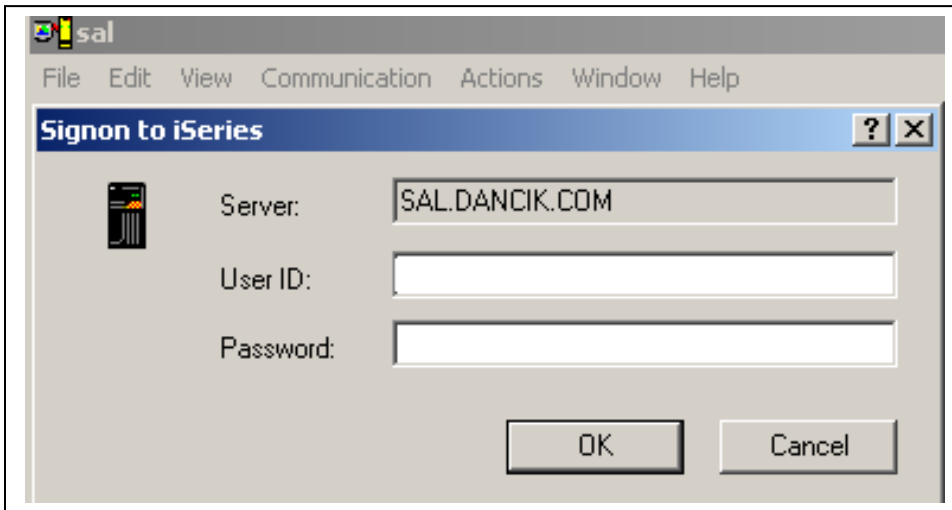 sal
File Edit View Communication Actions Window Help
Signon to iSeries
Server: SAL.DANCIK.COM
User ID:
Password:
OK Cancel